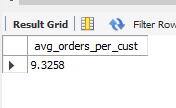 Result Grid Filter Row
avg_orders_per_cust
9.3258